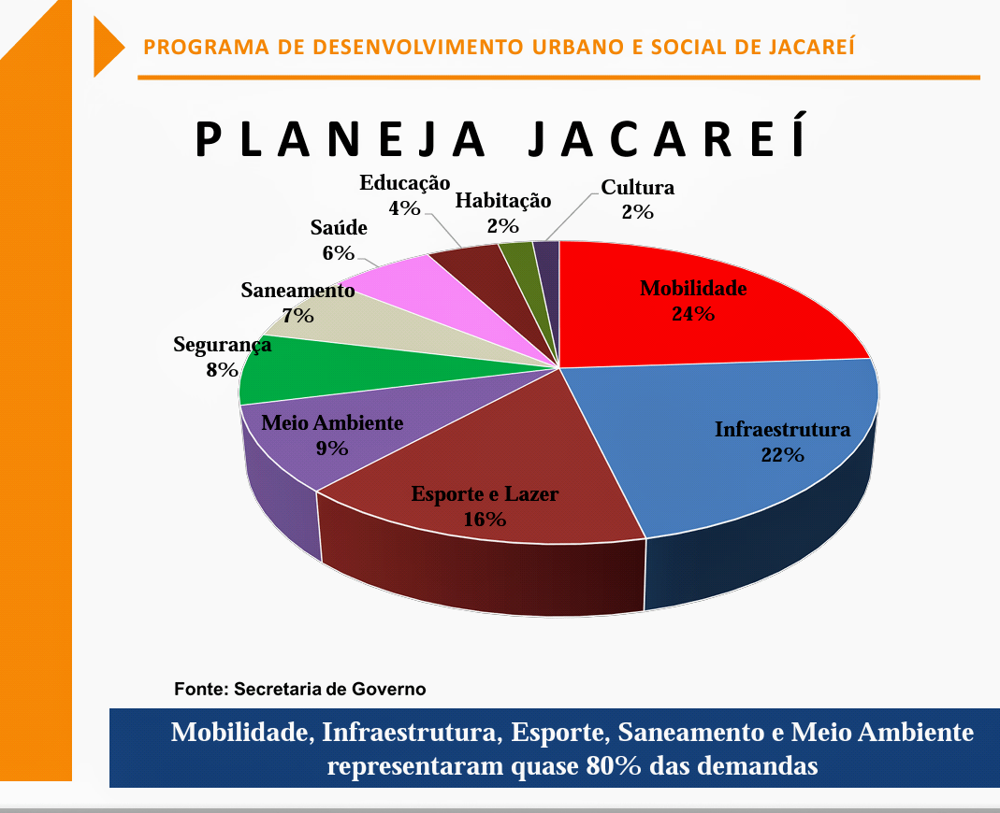 PROGRAMA DE DESENVOLVIMENTO URBANO E SOCIAL DE JACAREÍ
PLANEJA JACAREÍ
Educação
4%
Habitação
2%
Cultura
2%
Saúde
6%
Saneamento
7%
Segurança
8%
Mobilidade
24%
Meio Ambiente
9%
Infraestrutura
22%
Esporte e Lazer
16%
Fonte: Secretaria de Governo
Mobilidade, Infraestrutura, Esporte, Saneamento e Meio Ambiente
representaram quase 80% das demandas